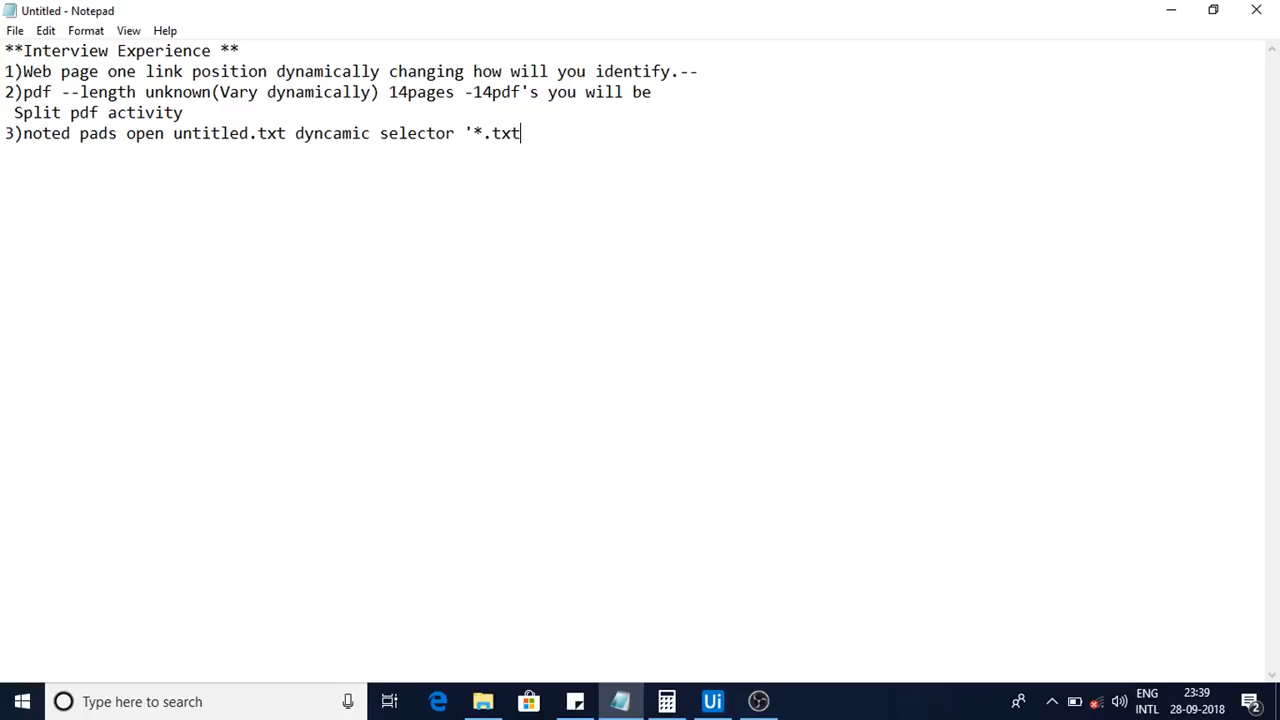 Untitled - Notepad
File Edit Format View Help
**Interview Experience **
1)Web page one link position dynamically changing how will you identify.--
2)pdf --length unknown(Vary dynamically) 14pages -14pdf's you will be
Split pdf activity
3)noted pads open untitled.txt dyncamic selector '*.txt
Type here to search
Ui
ENG
INTL
23:39
28-09-2018
2